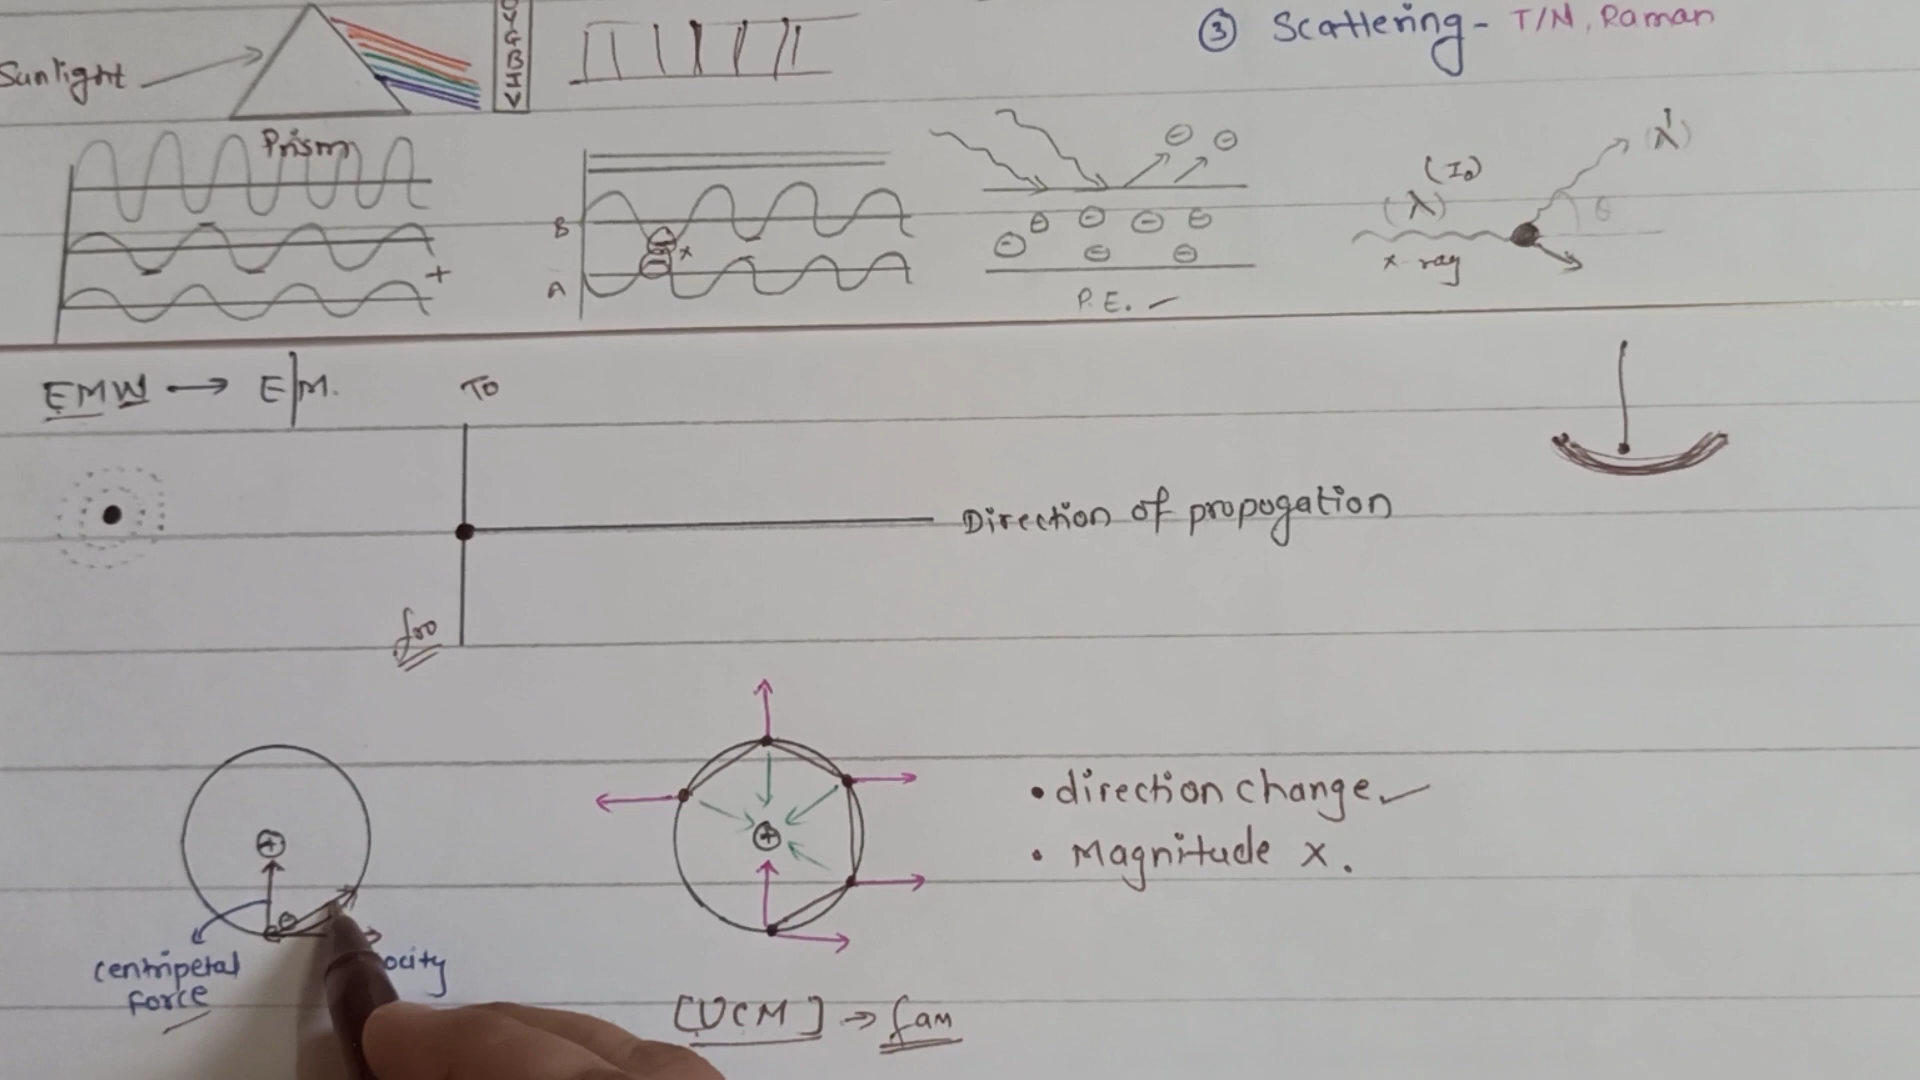 ③ Scattering - T/N, Raman
Sunlight
Prism
G
B
I
V
+
B
A
x
P.E.
(λ)
(I₀)
x-ray
θ
(λ')
EMW → E/M.
TO
Direction of propogation
fro
centripetal
force
ocity
• direction change ✓
• Magnitude x.
[UCM] →